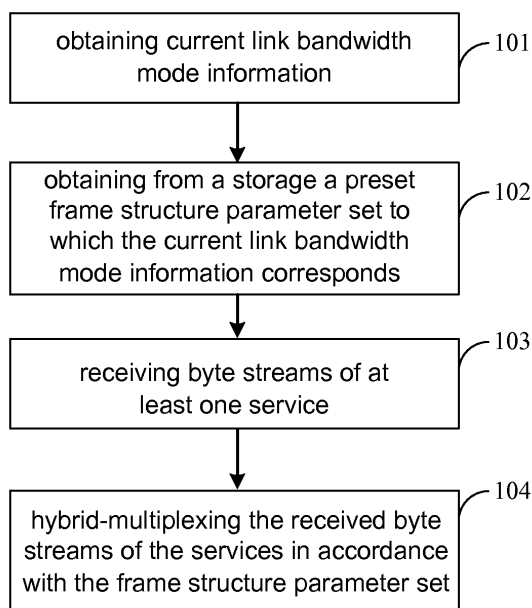 obtaining current link bandwidth
mode information
101
obtaining from a storage a preset
frame structure parameter set to
which the current link bandwidth
mode information corresponds
102
receiving byte streams of at
least one service
103
hybrid-multiplexing the received byte
streams of the services in accordance
with the frame structure parameter set
104